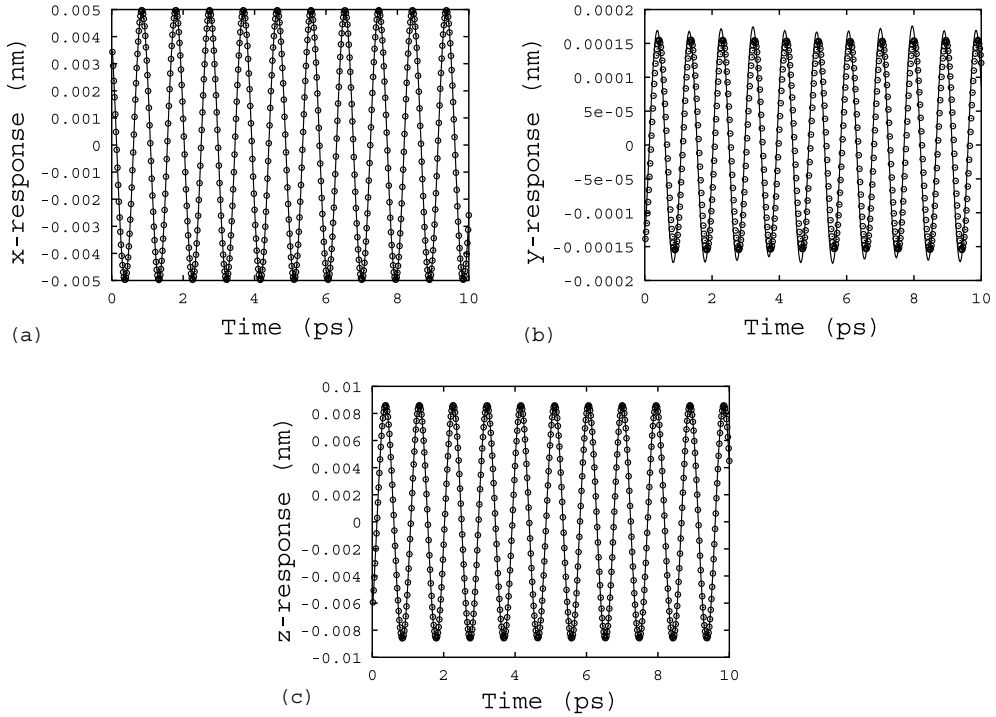 0.005
0.004
0.003
0.002
0.001
0
-0.001
-0.002
-0.003
-0.004
-0.005
x-response (nm)
0 2 4 6 8 10
Time (ps)
(a)
0.0002
0.00015
0.0001
5e-05
0
-5e-05
-0.0001
-0.00015
-0.0002
y-response (nm)
0 2 4 6 8 10
Time (ps)
(b)
0.01
0.008
0.006
0.004
0.002
0
-0.002
-0.004
-0.006
-0.008
-0.01
z-response (nm)
0 2 4 6 8 10
Time (ps)
(c)